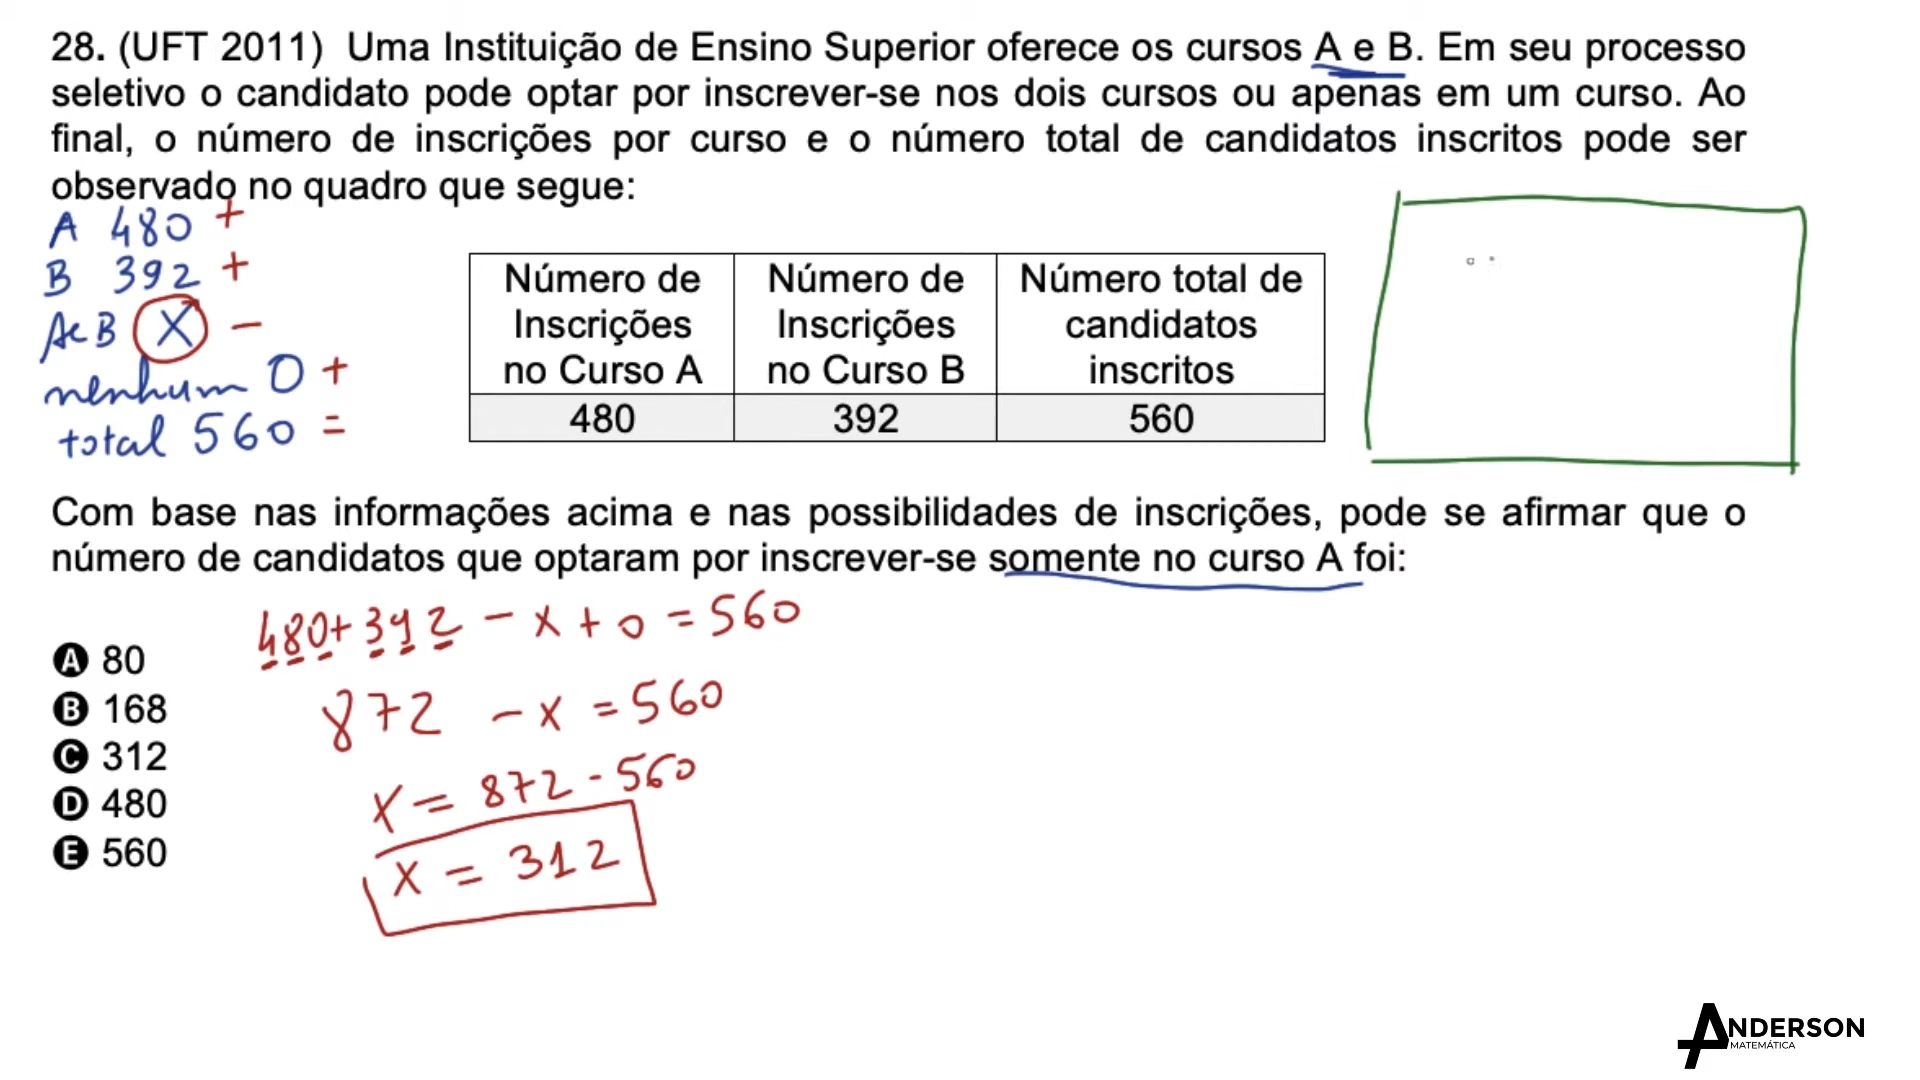 28. (UFT 2011) Uma Instituição de Ensino Superior oferece os cursos A e B. Em seu processo
seletivo o candidato pode optar por inscrever-se nos dois cursos ou apenas em um curso. Ao
final, o número de inscrições por curso e o número total de candidatos inscritos pode ser
observado no quadro que segue:
A 480 +
B 392 +
A e B X -
nenhum 0 +
total 560 =
Número de Inscrições no Curso A
Número de Inscrições no Curso B
Número total de candidatos inscritos
480 392 560
Com base nas informações acima e nas possibilidades de inscrições, pode se afirmar que o
número de candidatos que optaram por inscrever-se somente no curso A foi:
A 80
B 168
C 312
D 480
E 560
480+392 - x + 0 = 560
872 - x = 560
x = 872 - 560
x = 312
ANDERSON
MATEMÁTICA